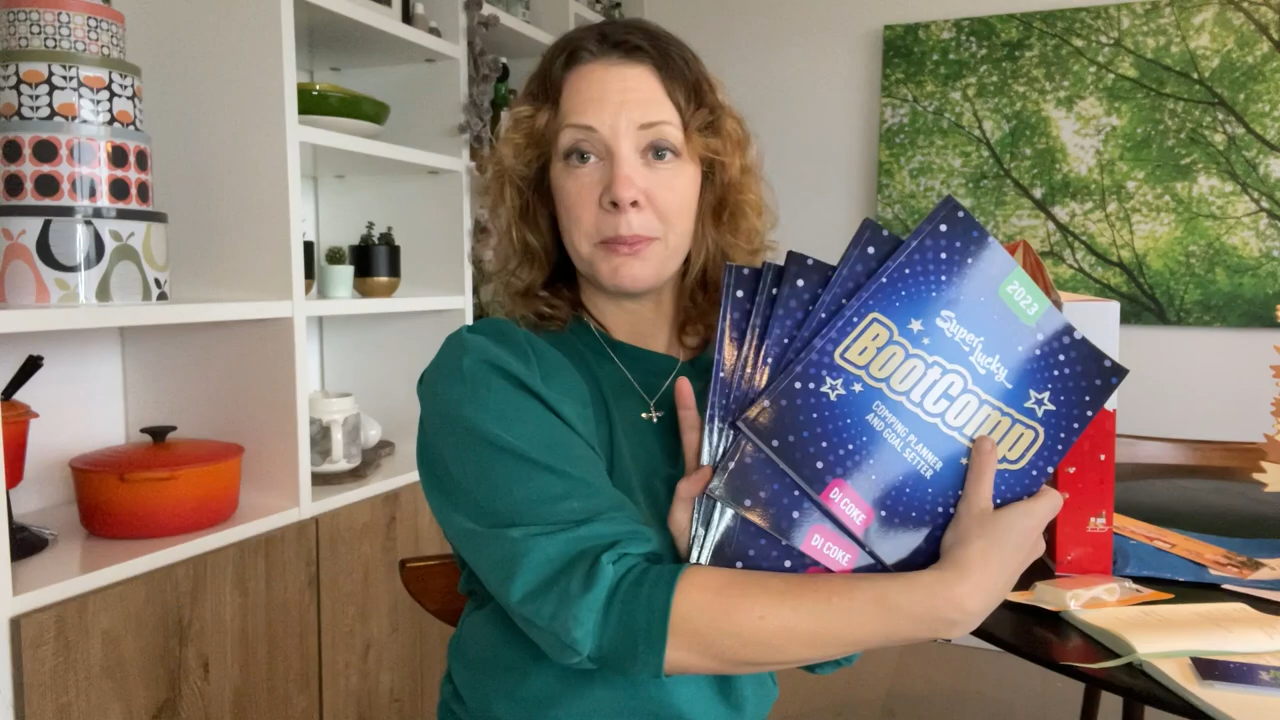 2023
Super Lucky
BootComp
COMPING PLANNER
AND GOAL SETTER
DI COKE
DI COKE